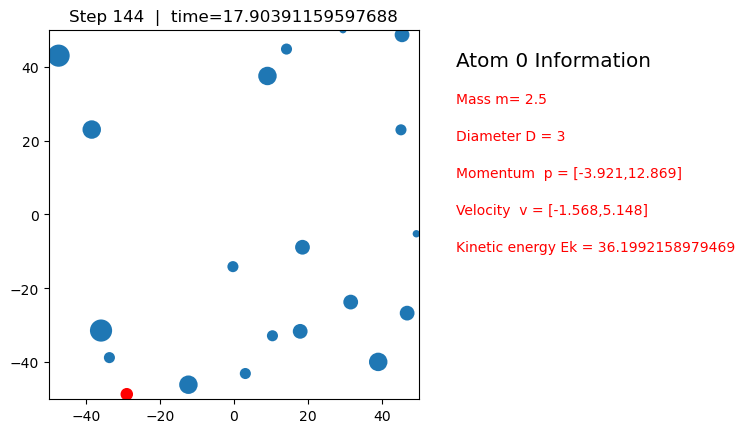 Step 144  |  time=17.90391159597688
Atom 0 Information
Mass m= 2.5
Diameter D = 3
Momentum  p = [-3.921,12.869]
Velocity  v = [-1.568,5.148]
Kinetic energy Ek = 36.1992158979469
40
20
0
−20
−40
−40 −20 0 20 40